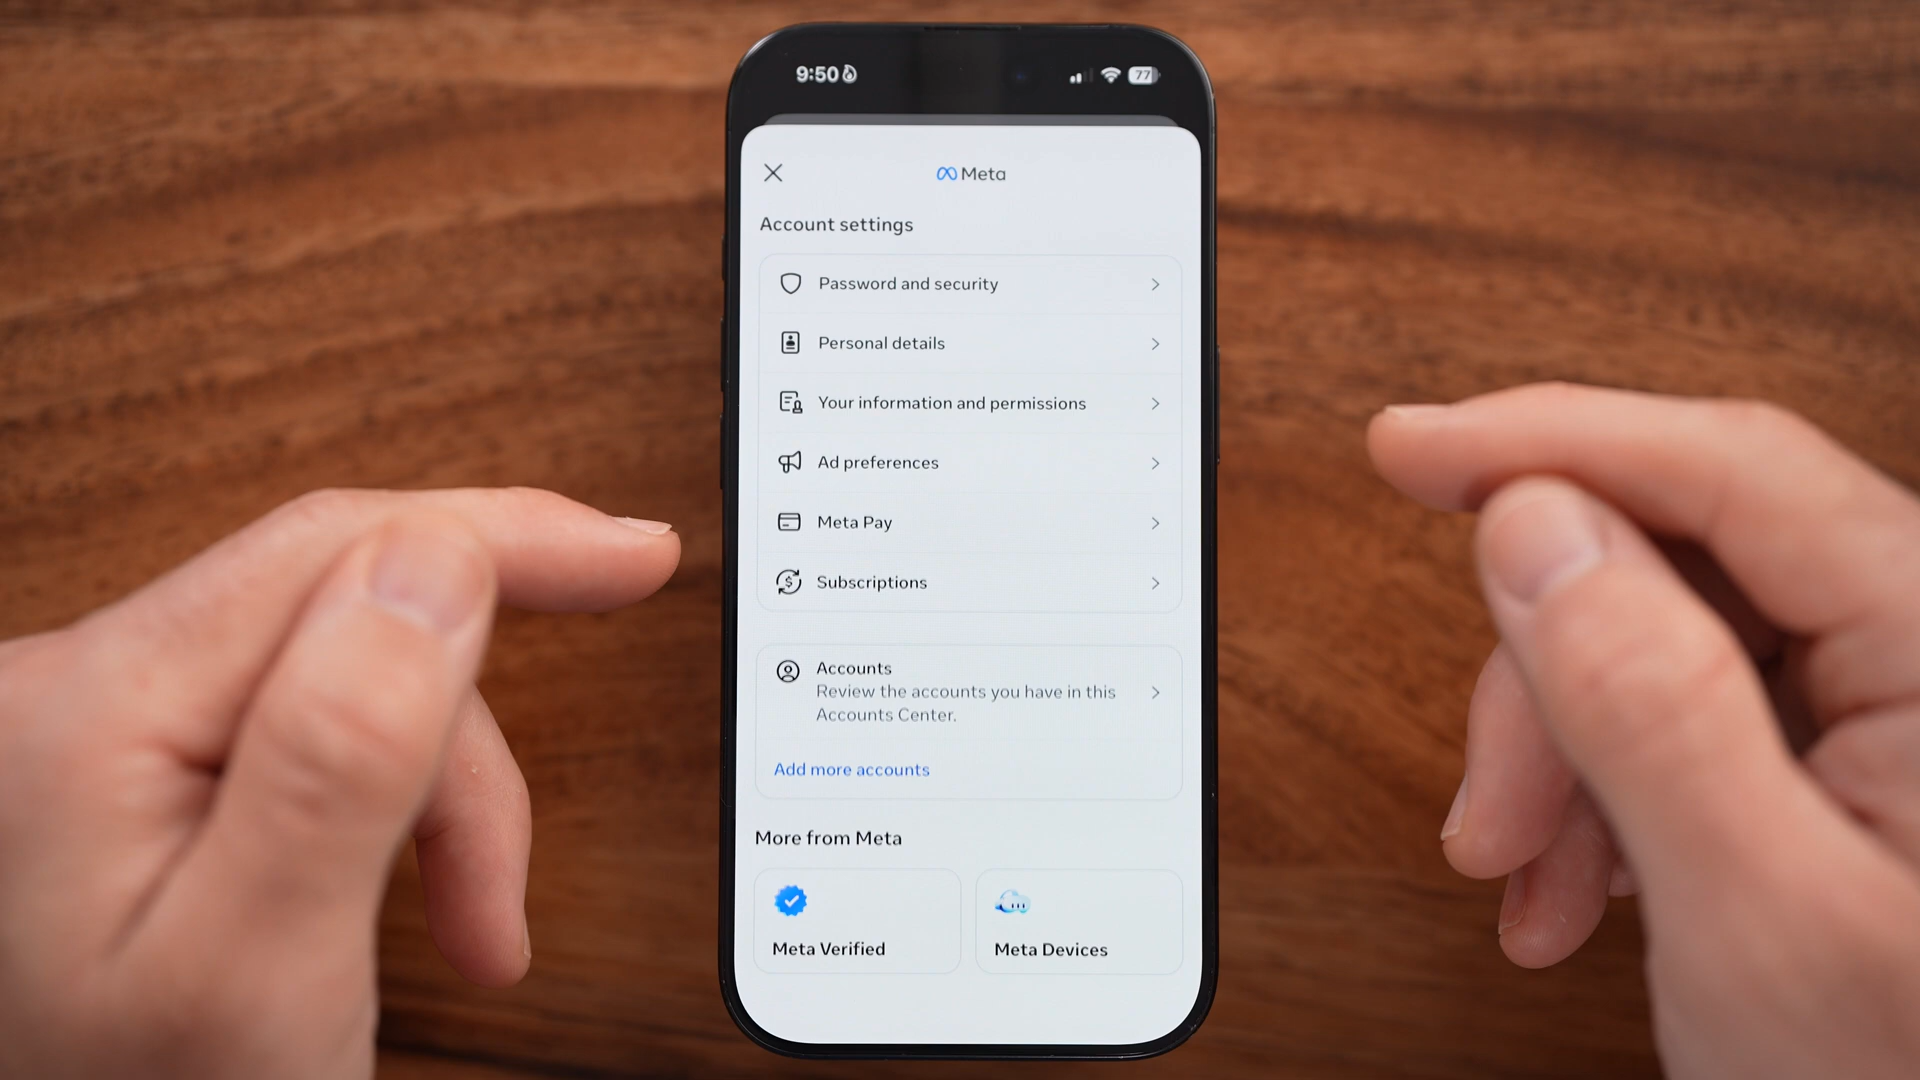 9:50
77
Meta
Account settings
Password and security
Personal details
Your information and permissions
Ad preferences
Meta Pay
Subscriptions
Accounts
Review the accounts you have in this
Accounts Center.
Add more accounts
More from Meta
Meta Verified
Meta Devices